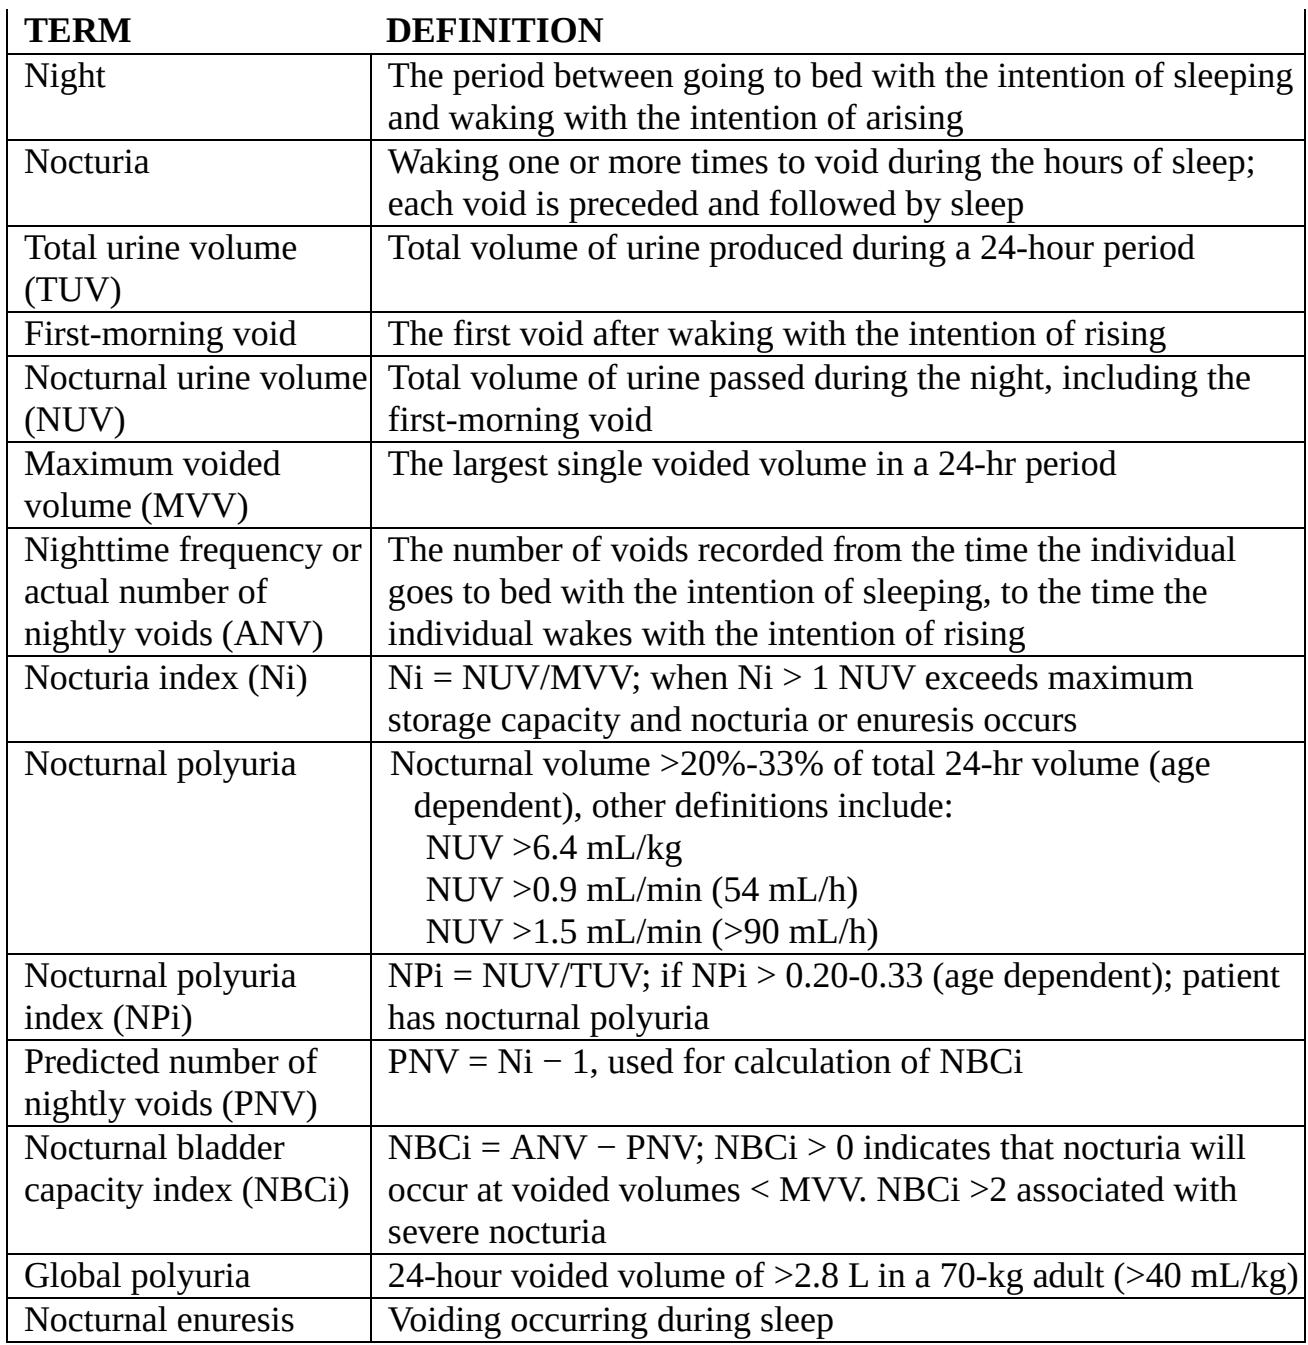 TERM DEFINITION
Night The period between going to bed with the intention of sleeping
and waking with the intention of arising
Nocturia Waking one or more times to void during the hours of sleep;
each void is preceded and followed by sleep
Total urine volume Total volume of urine produced during a 24-hour period
(TUV)
First-morning void The first void after waking with the intention of rising
Nocturnal urine volume Total volume of urine passed during the night, including the
(NUV) first-morning void
Maximum voided The largest single voided volume in a 24-hr period
volume (MVV)
Nighttime frequency or The number of voids recorded from the time the individual
actual number of goes to bed with the intention of sleeping, to the time the
nightly voids (ANV) individual wakes with the intention of rising
Nocturia index (Ni) Ni = NUV/MVV; when Ni > 1 NUV exceeds maximum
storage capacity and nocturia or enuresis occurs
Nocturnal polyuria Nocturnal volume >20%-33% of total 24-hr volume (age
dependent), other definitions include:
NUV >6.4 mL/kg
NUV >0.9 mL/min (54 mL/h)
NUV >1.5 mL/min (>90 mL/h)
Nocturnal polyuria NPi = NUV/TUV; if NPi > 0.20-0.33 (age dependent); patient
index (NPi) has nocturnal polyuria
Predicted number of PNV = Ni − 1, used for calculation of NBCi
nightly voids (PNV)
Nocturnal bladder NBCi = ANV − PNV; NBCi > 0 indicates that nocturia will
capacity index (NBCi) occur at voided volumes < MVV. NBCi >2 associated with
severe nocturia
Global polyuria 24-hour voided volume of >2.8 L in a 70-kg adult (>40 mL/kg)
Nocturnal enuresis Voiding occurring during sleep